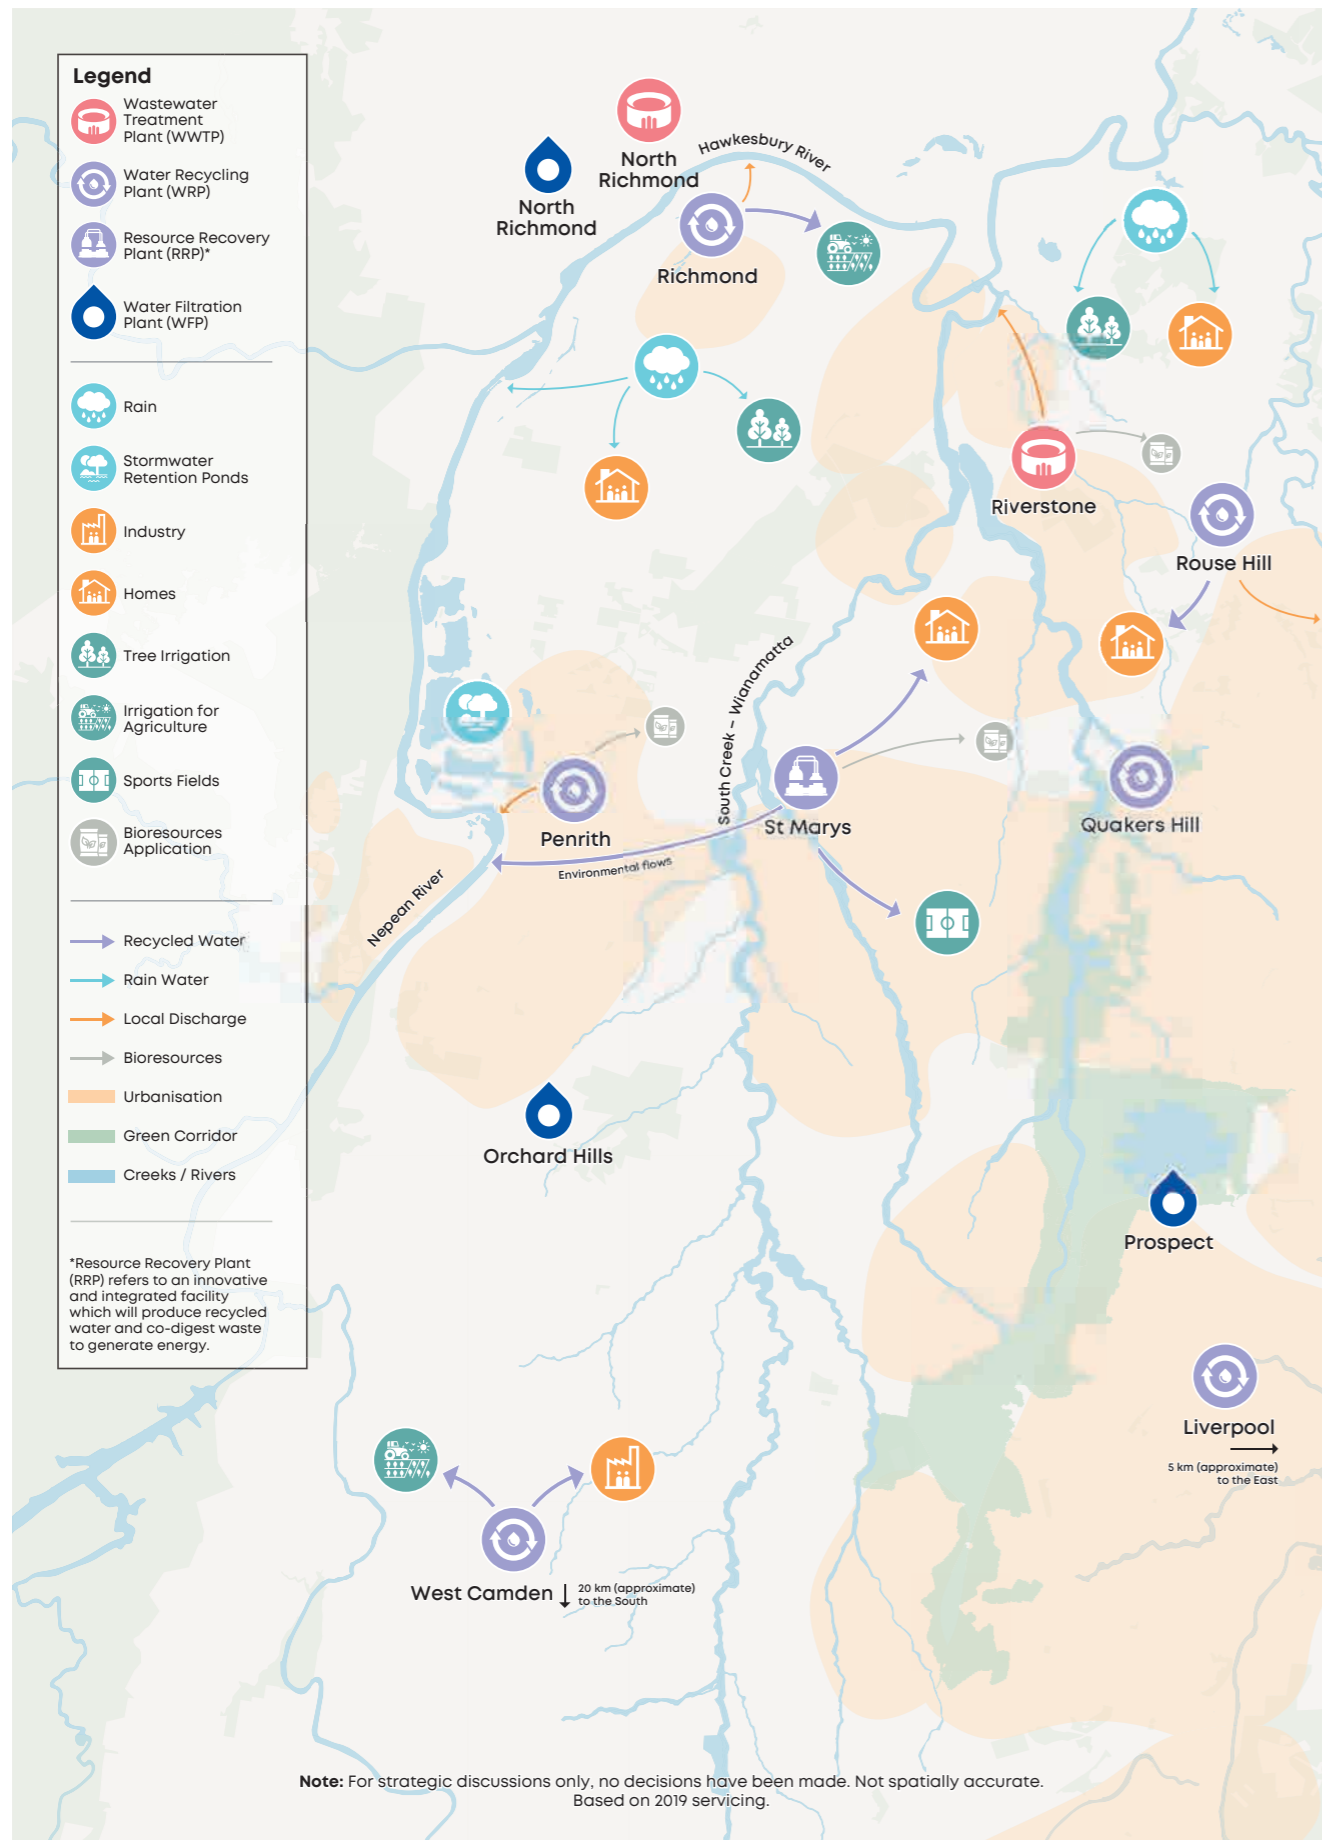 Legend
Wastewater
Treatment
Plant (WWTP)
Water Recycling
Plant (WRP)
Resource Recovery
Plant (RRP)*
Water Filtration
Plant (WFP)
Rain
Stormwater
Retention Ponds
Industry
Homes
Tree Irrigation
Irrigation for
Agriculture
Sports Fields
Bioresources
Application
Recycled Water
Rain Water
Local Discharge
Bioresources
Urbanisation
Green Corridor
Creeks / Rivers
*Resource Recovery Plant
(RRP) refers to an innovative
and integrated facility
which will produce recycled
water and co-digest waste
to generate energy.
North
Richmond
Hawkesbury River
North
Richmond
Richmond
Riverstone
Rouse Hill
South Creek – Wianamatta
Penrith
St Marys
Quakers Hill
Environmental flows
Nepean River
Orchard Hills
Prospect
Liverpool
5 km (approximate)
to the East
West Camden
20 km (approximate)
to the South
Note: For strategic discussions only, no decisions have been made. Not spatially accurate.
Based on 2019 servicing.